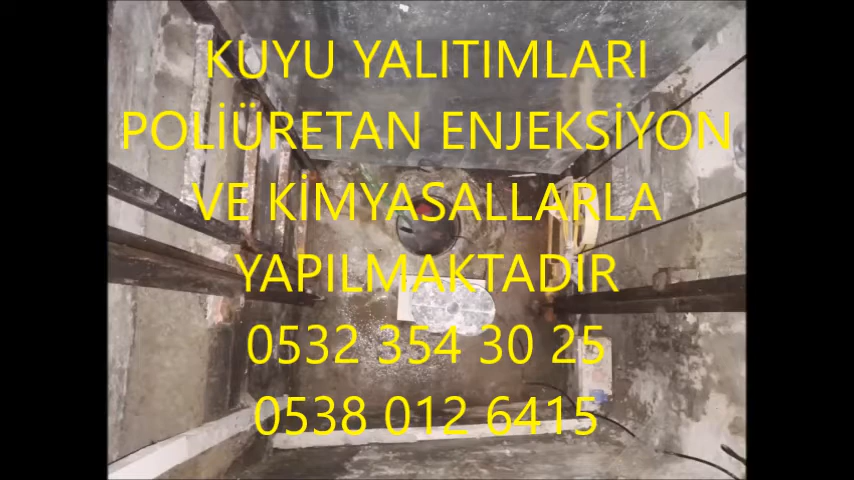 KUYU YALITIMLARI
POLİÜRETAN ENJEKSİYON
VE KİMYASALLARLA
YAPILMAKTADIR
0532 354 30 25
0538 012 6415